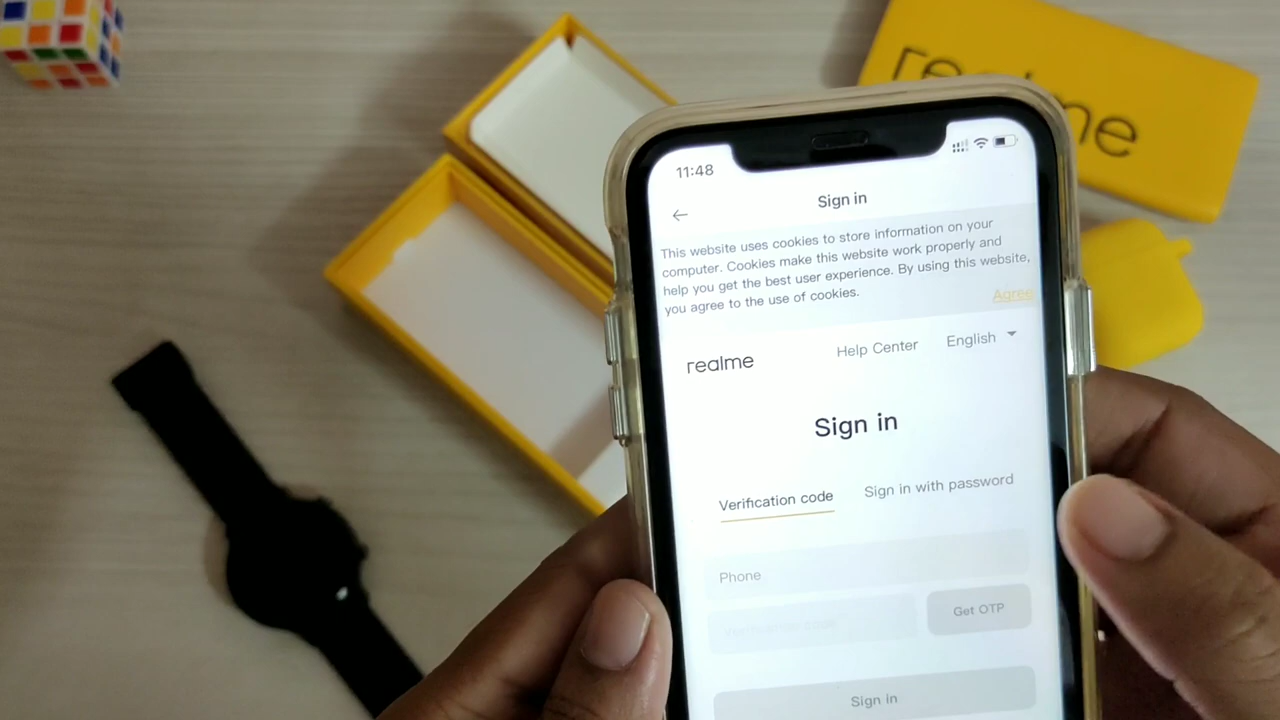 realme
11:48
Sign in
This website uses cookies to store information on your
computer. Cookies make this website work properly and
help you get the best user experience. By using this website,
you agree to the use of cookies.
Agree
realme
Help Center
English
Sign in
Verification code
Sign in with password
Phone
Get OTP
Sign in